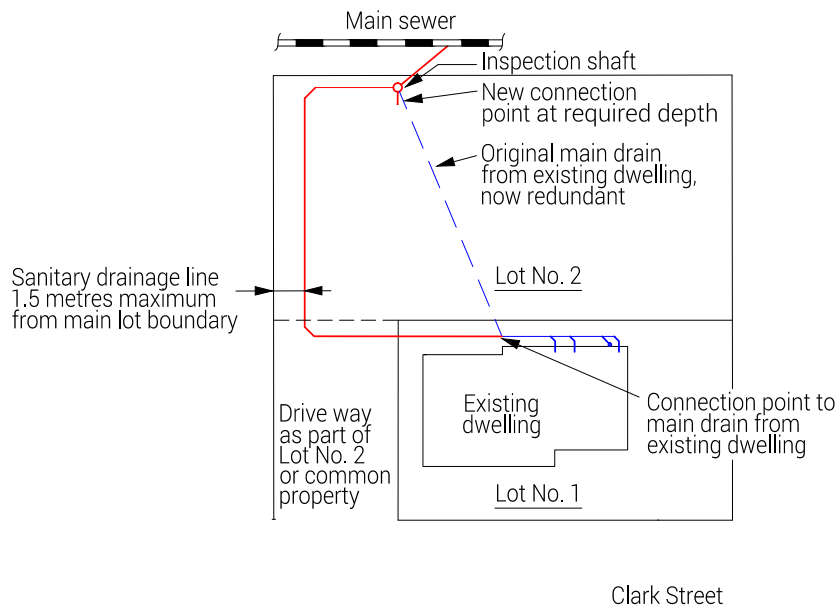 Main sewer
Inspection shaft
New connection
point at required depth
Original main drain
from existing dwelling,
now redundant
Sanitary drainage line
1.5 metres maximum
from main lot boundary
Lot No. 2
Drive way
as part of
Lot No. 2
or common
property
Existing
dwelling
Connection point to
main drain from
existing dwelling
Lot No. 1
Clark Street